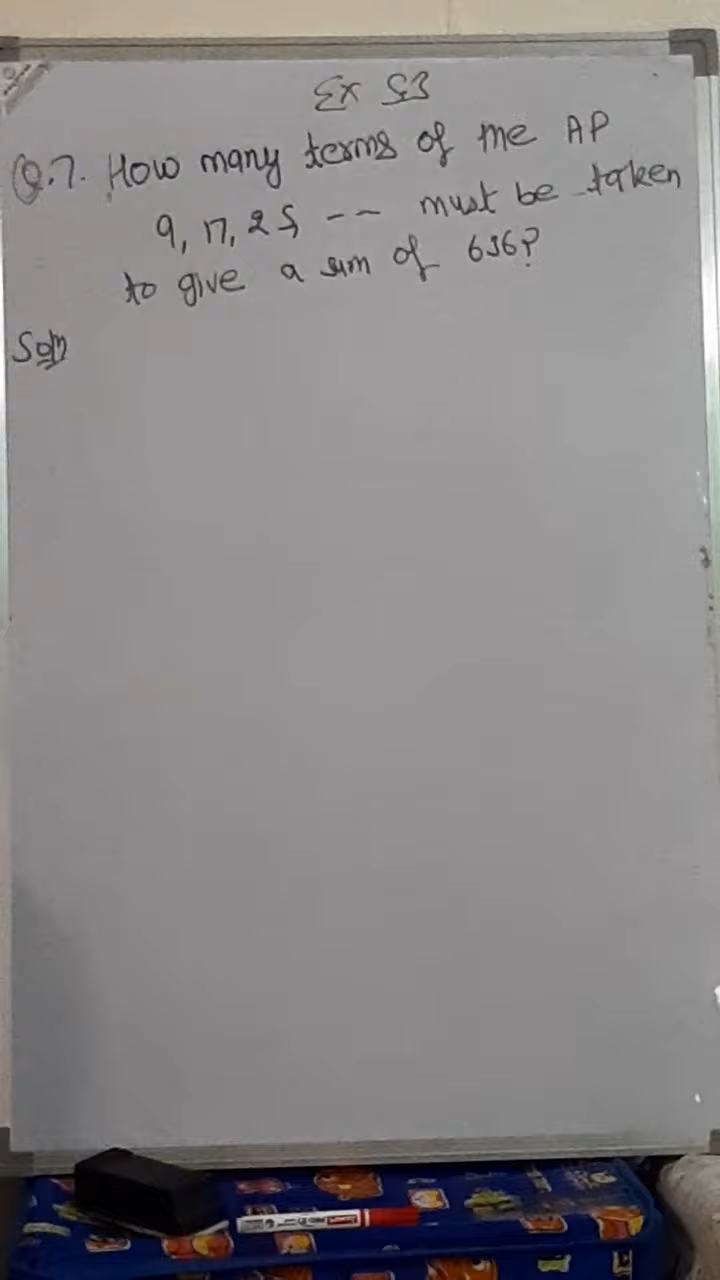 Ex 5.3
Q.7. How many terms of the AP
9, 17, 25, -- must be taken
to give a sum of 636?
Soln